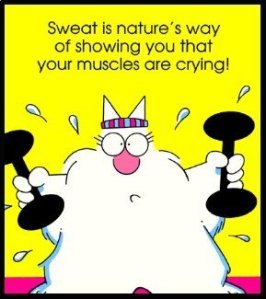 Sweat is nature's way
of showing you that
your muscles are crying!